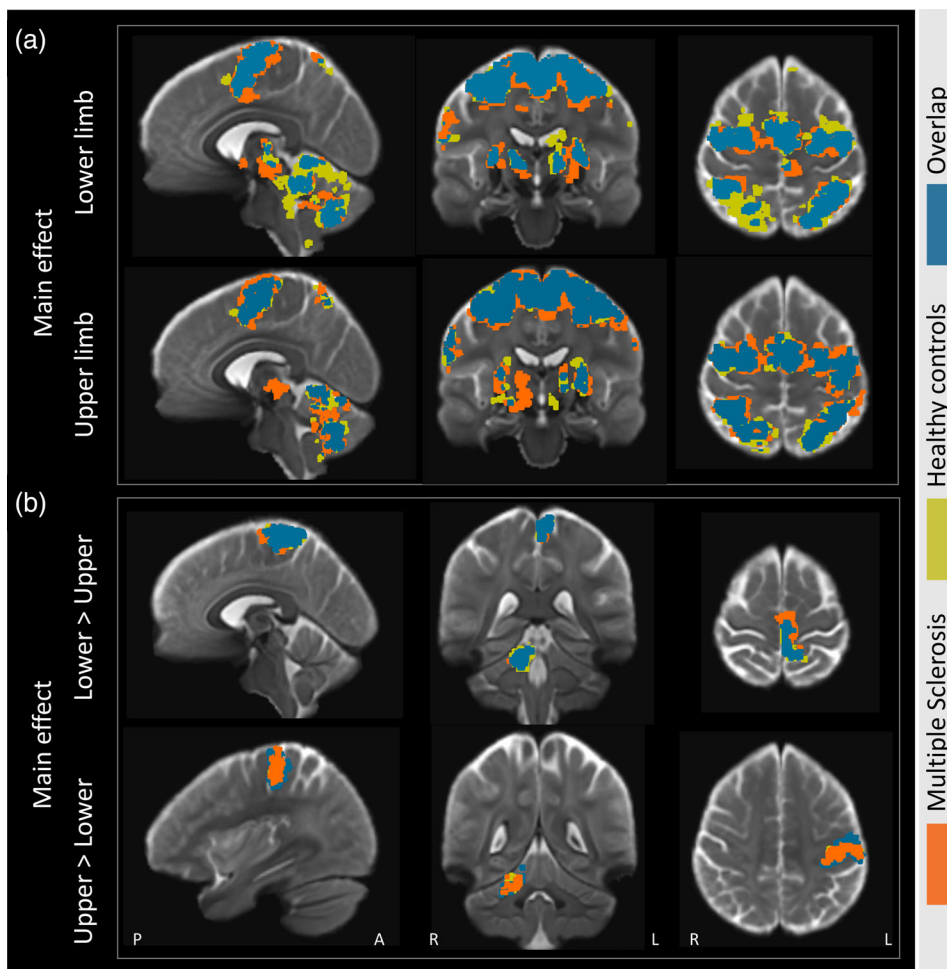 (a)
Main effect
Lower limb
Upper limb
(b)
Main effect
Lower > Upper
Upper > Lower
P
A
R
L
R
L
Overlap
Healthy controls
Multiple Sclerosis